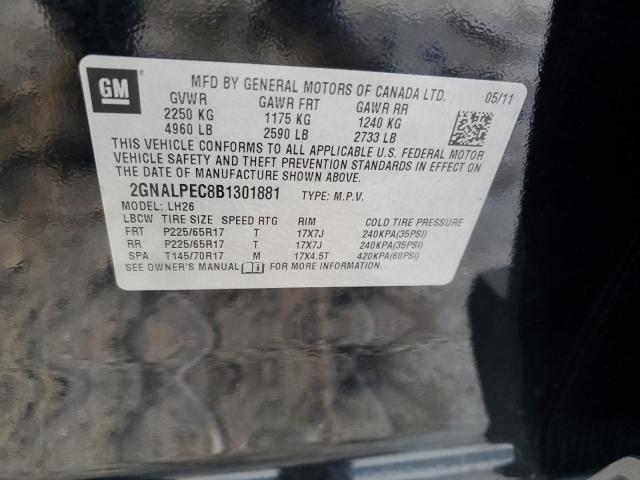 GM
MFD BY GENERAL MOTORS OF CANADA LTD. 05/11
GVWR GAWR FRT GAWR RR
2250 KG 1175 KG 1240 KG
4960 LB 2590 LB 2733 LB
THIS VEHICLE CONFORMS TO ALL APPLICABLE U.S. FEDERAL MOTOR
VEHICLE SAFETY AND THEFT PREVENTION STANDARDS IN EFFECT ON
THE DATE OF MANUFACTURE SHOWN ABOVE.
2GNALPEC8B1301881 TYPE: M.P.V.
MODEL: LH26
LBCW TIRE SIZE SPEED RTG RIM COLD TIRE PRESSURE
FRT P225/65R17 T 17X7J 240KPA(35PSI)
RR P225/65R17 T 17X7J 240KPA(35PSI)
SPA T145/70R17 M 17X4.5T 420KPA(60PSI)
SEE OWNER'S MANUAL FOR MORE INFORMATION.